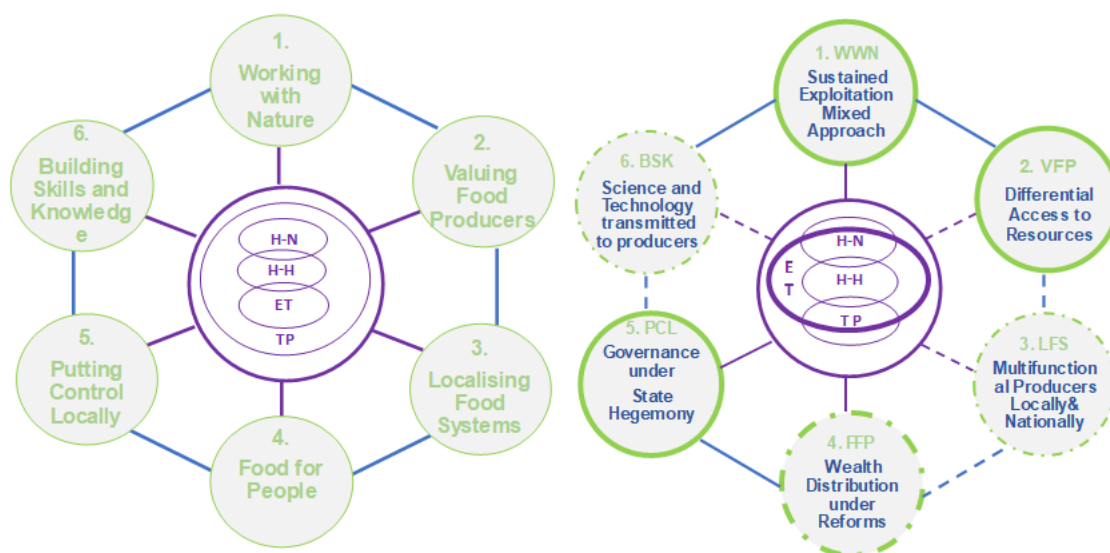 1.
Working
with
Nature
2.
Valuing
Food
Producers
3.
Localising
Food
Systems
4.
Food for
People
5.
Putting
Control
Locally
6.
Building
Skills and
Knowledg
e
H-N
H-H
ET
TP
1. WWN
Sustained
Exploitation
Mixed
Approach
2. VFP
Differential
Access to
Resources
3. LFS
Multifunction
al Producers
Locally&
Nationally
4. FFP
Wealth
Distribution
under
Reforms
5. PCL
Governance
under
State
Hegemony
6. BSK
Science and
Technology
transmitted
to producers
H-N
E
H-H
T
TP